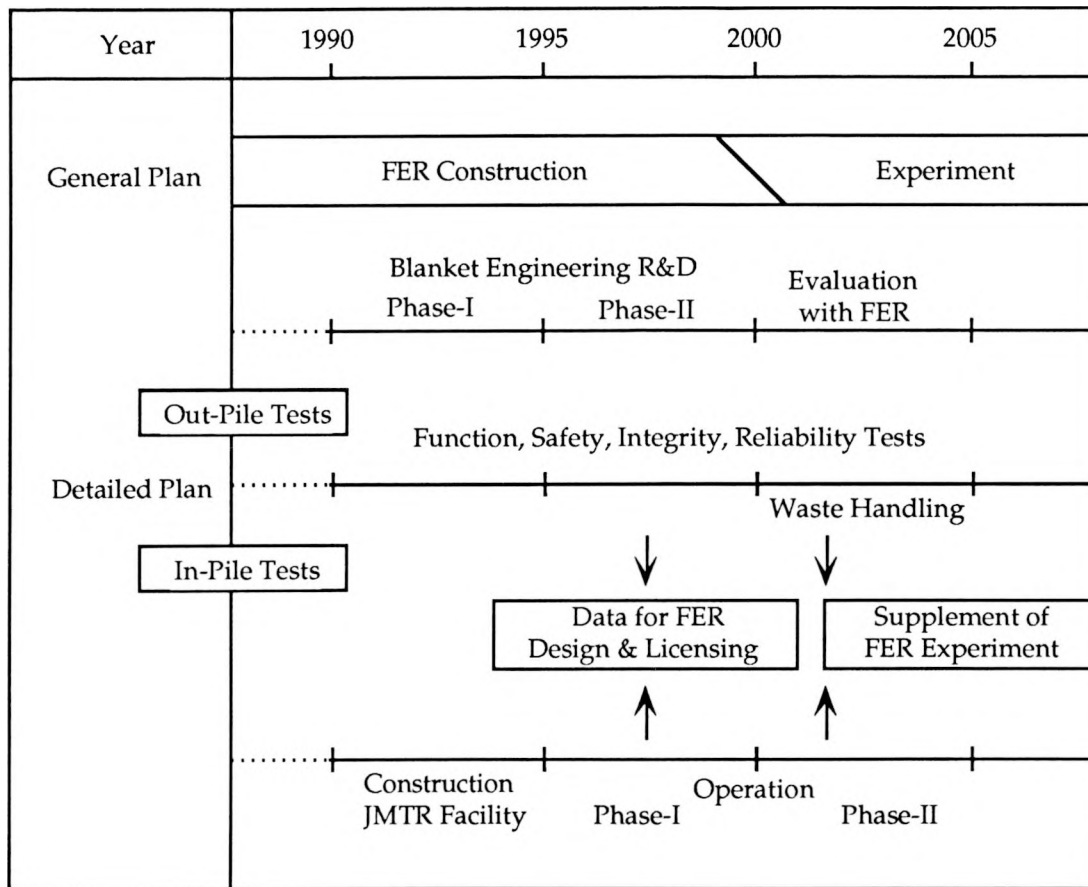 Year
1990
1995
2000
2005
General Plan
FER Construction
Experiment
Blanket Engineering R&D
Phase-I
Phase-II
Evaluation
with FER
Out-Pile Tests
Function, Safety, Integrity, Reliability Tests
Detailed Plan
Waste Handling
In-Pile Tests
Data for FER
Design & Licensing
Supplement of
FER Experiment
Construction
JMTR Facility
Operation
Phase-I
Phase-II